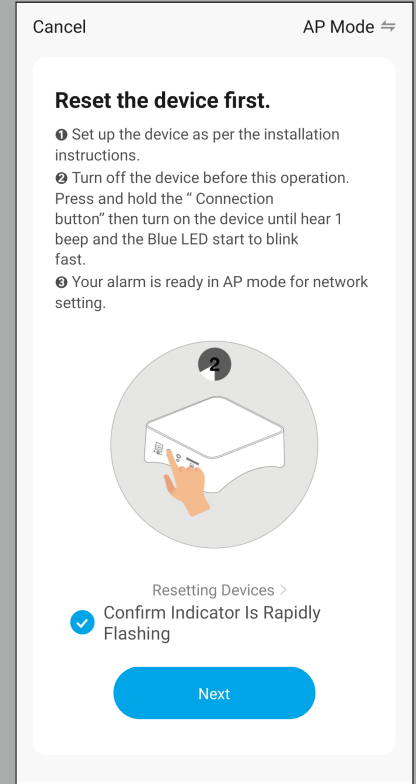 Cancel
AP Mode
Reset the device first.
❶ Set up the device as per the installation
instructions.
❷ Turn off the device before this operation.
Press and hold the “ Connection
button” then turn on the device until hear 1
beep and the Blue LED start to blink
fast.
❸ Your alarm is ready in AP mode for network
setting.
2
Resetting Devices >
Confirm Indicator Is Rapidly
Flashing
Next